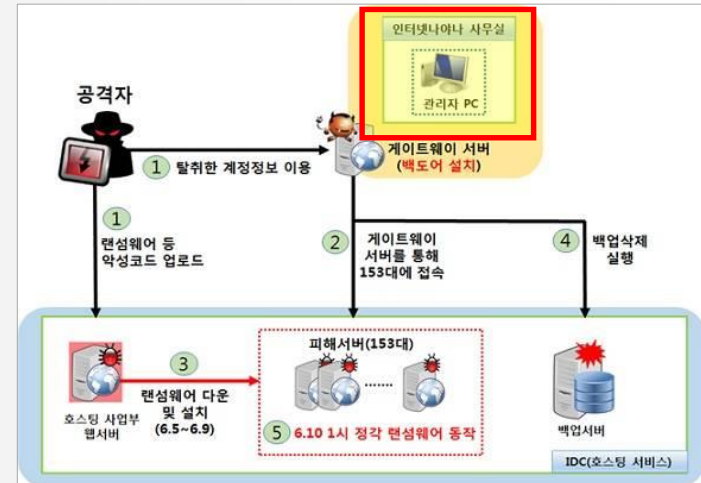 인터넷나야나 사무실
관리자 PC
공격자
1 탈취한 계정정보 이용
게이트웨이 서버
(백도어 설치)
1
랜섬웨어 등
악성코드 업로드
2
게이트웨이
서버를 통해
153대에 접속
4
백업삭제
실행
피해서버(153대)
.......
3
랜섬웨어 다운
및 설치
(6.5~6.9)
호스팅 사업부
웹서버
5 6.10 1시 정각 랜섬웨어 동작
백업서버
IDC(호스팅 서비스)